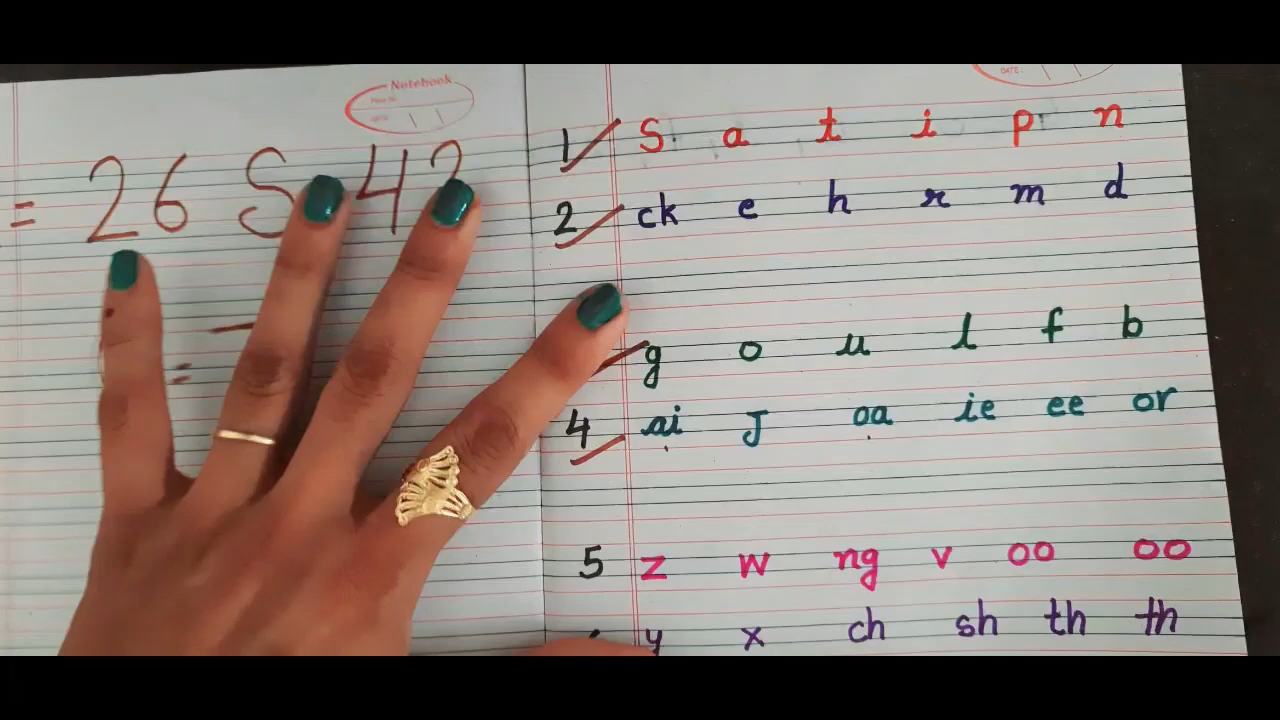 Notebook
= 26 S 42
=
DATE :
1 S a t i p n
2 ck e h r m d
g o u l f b
4 ai J oa ie ee or
5 z w ng v oo oo
y x ch sh th th